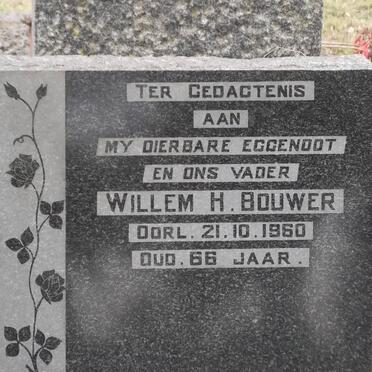 TER GEDAGTENIS
AAN
MY DIERBARE EGGENOOT
EN ONS VADER
WILLEM H. BOUWER
OORL. 21.10.1960
OUD. 66 JAAR.